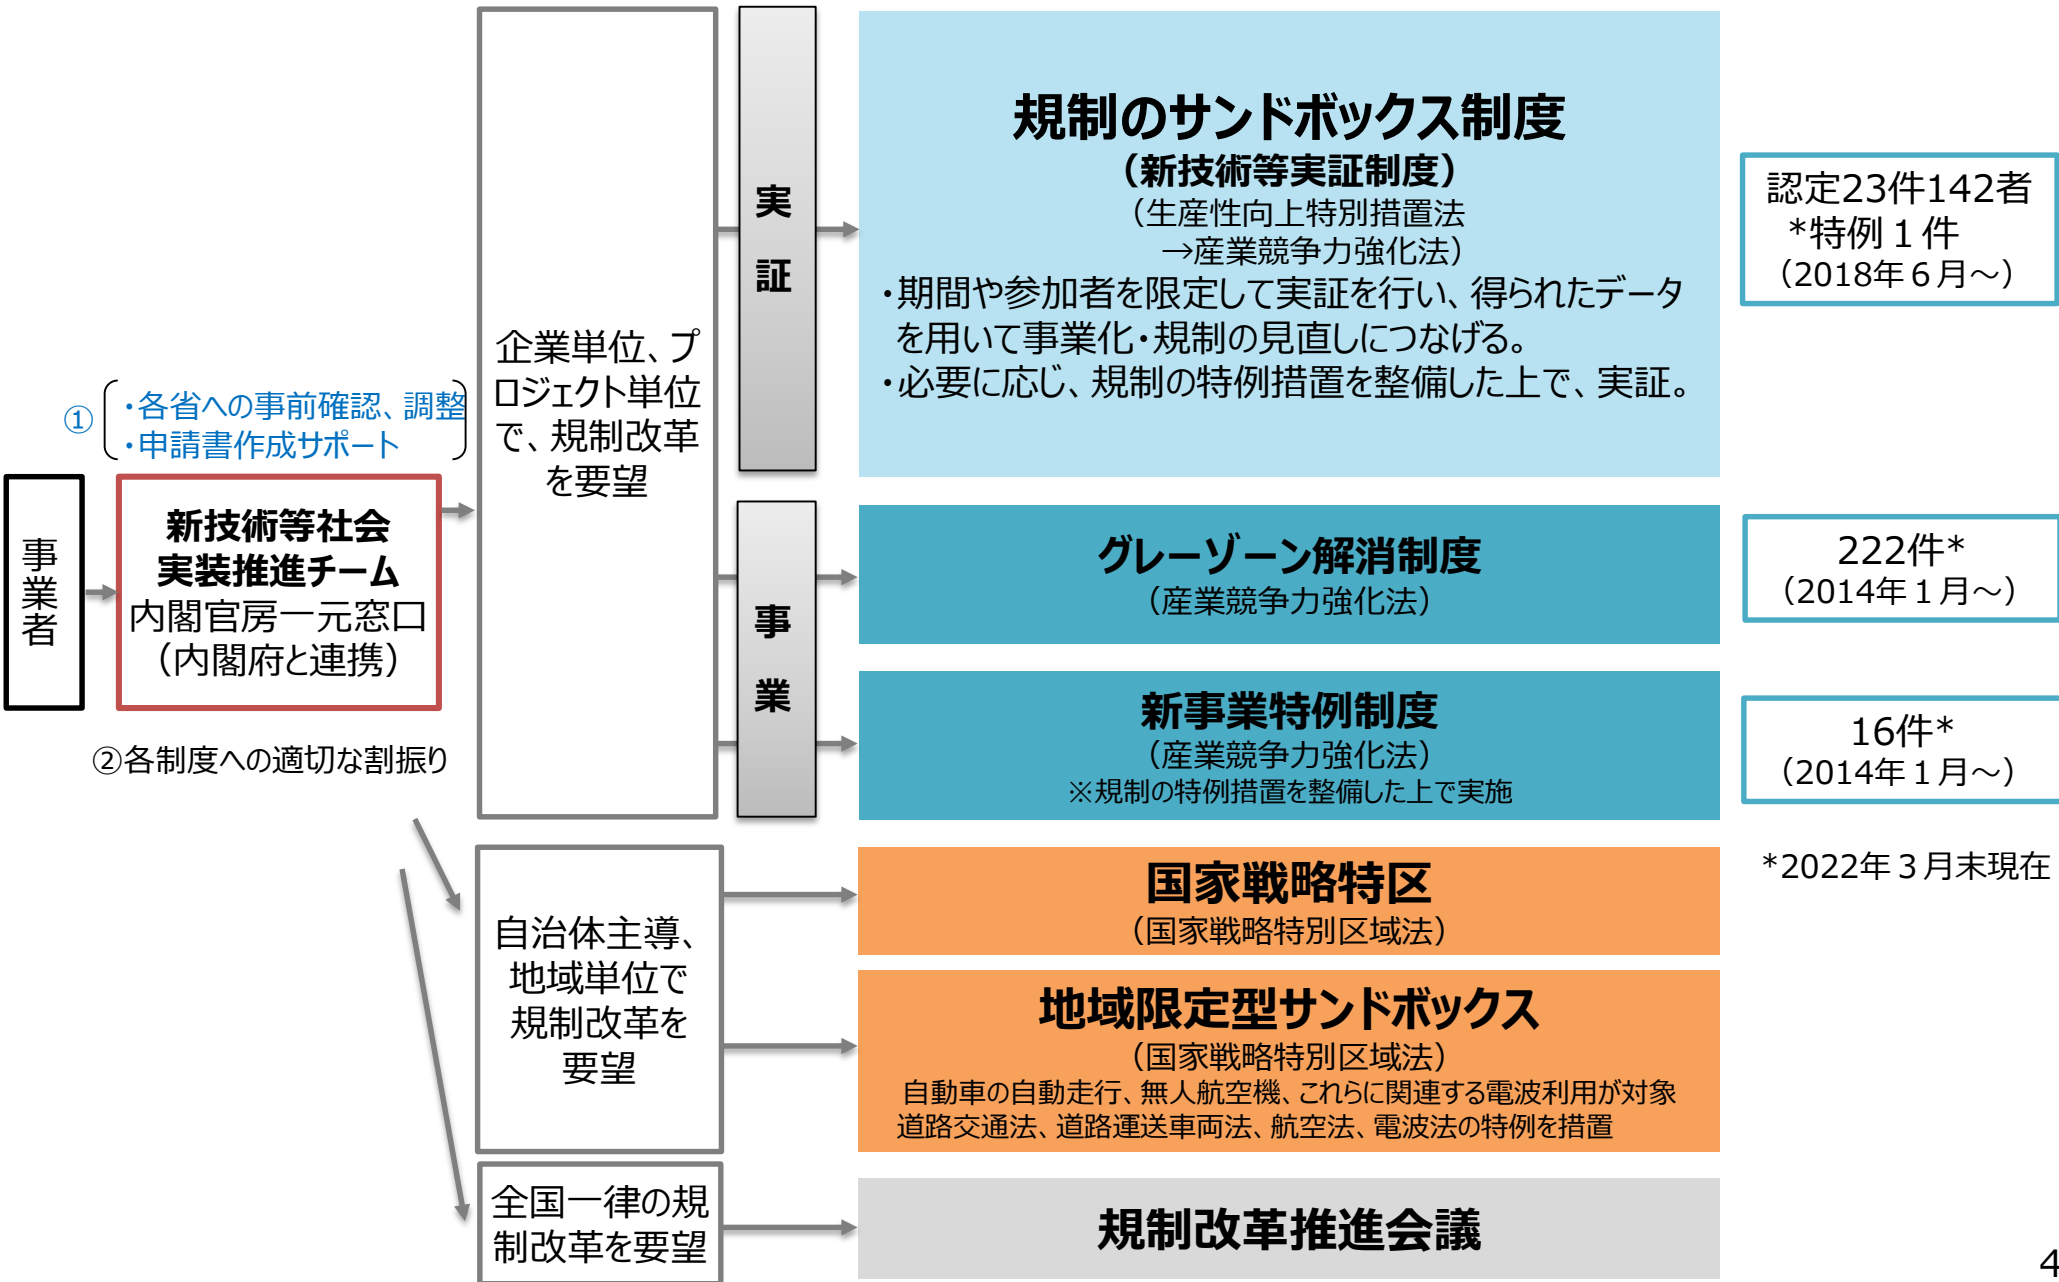 事業者
①
・各省への事前確認、調整
・申請書作成サポート
新技術等社会
実装推進チーム
内閣官房一元窓口
（内閣府と連携）
②各制度への適切な割振り
企業単位、プ
ロジェクト単位
で、規制改革
を要望
実証
規制のサンドボックス制度
（新技術等実証制度）
（生産性向上特別措置法
→産業競争力強化法）
・期間や参加者を限定して実証を行い、得られたデータ
を用いて事業化・規制の見直しにつなげる。
・必要に応じ、規制の特例措置を整備した上で、実証。
認定23件142者
*特例１件
（2018年６月～）
事業
グレーゾーン解消制度
（産業競争力強化法）
222件*
（2014年１月～）
新事業特例制度
（産業競争力強化法）
※規制の特例措置を整備した上で実施
16件*
（2014年１月～）
*2022年３月末現在
自治体主導、
地域単位で
規制改革を
要望
国家戦略特区
（国家戦略特別区域法）
地域限定型サンドボックス
（国家戦略特別区域法）
自動車の自動走行、無人航空機、これらに関連する電波利用が対象
道路交通法、道路運送車両法、航空法、電波法の特例を措置
全国一律の規
制改革を要望
規制改革推進会議
4